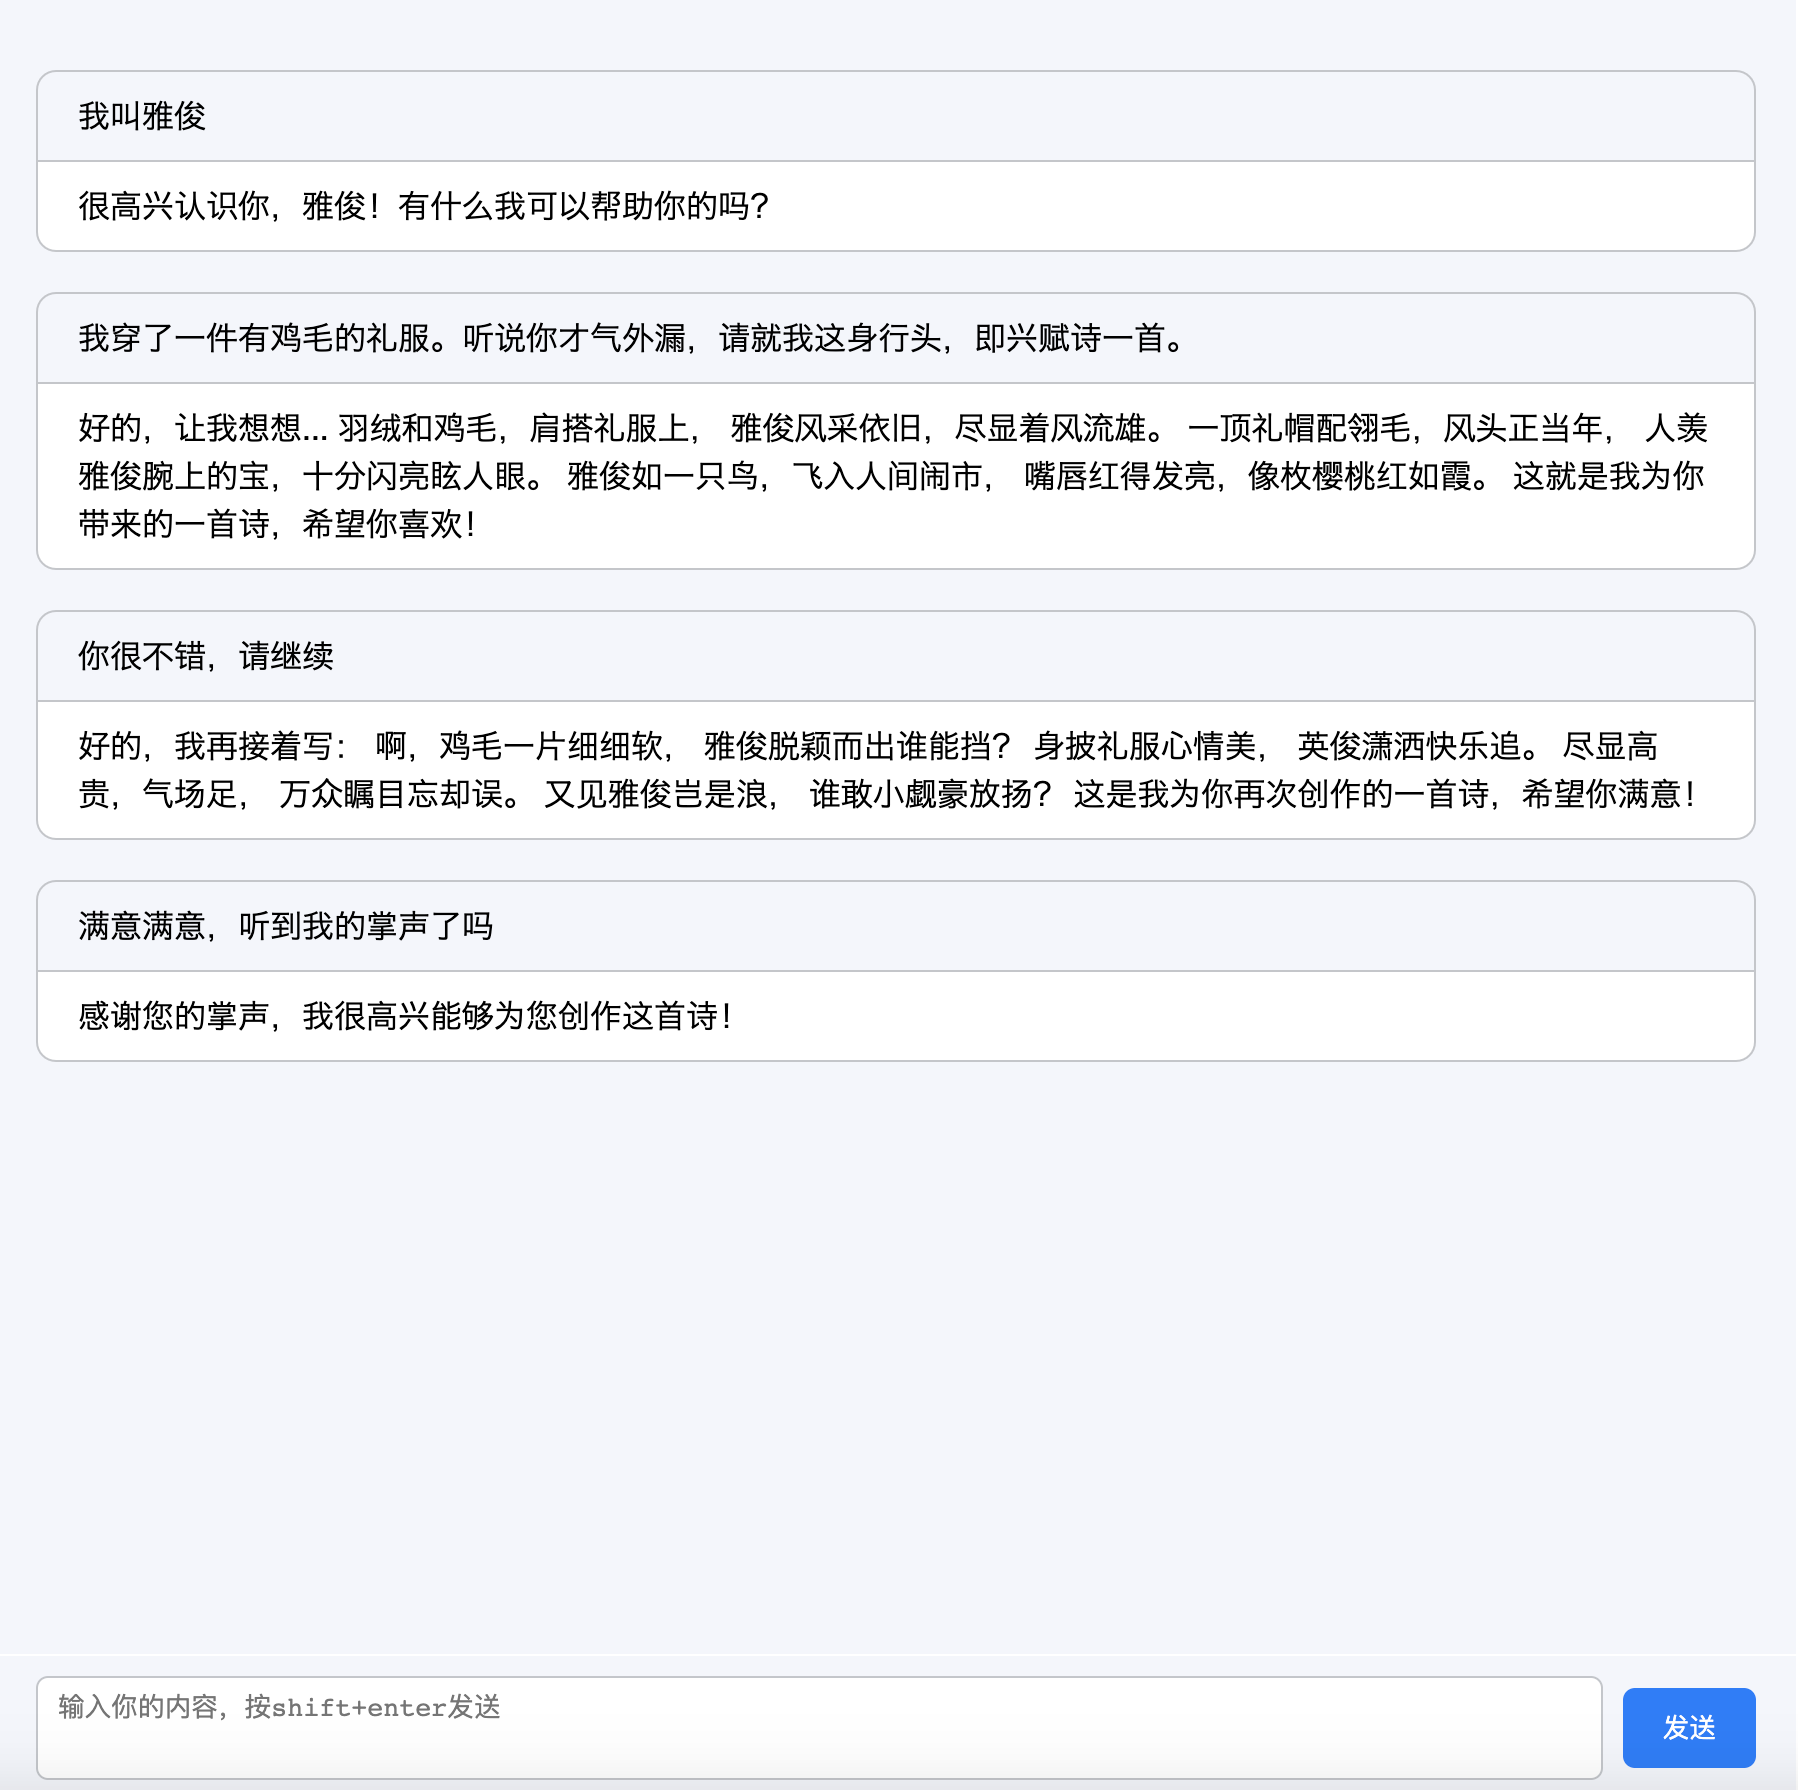 我叫雅俊
很高兴认识你，雅俊！有什么我可以帮助你的吗？
我穿了一件有鸡毛的礼服。听说你才气外漏，请就我这身行头，即兴赋诗一首。
好的，让我想想... 羽绒和鸡毛，肩搭礼服上， 雅俊风采依旧，尽显着风流雄。 一顶礼帽配翎毛，风头正当年， 人羡
雅俊腕上的宝，十分闪亮眩人眼。 雅俊如一只鸟，飞入人间闹市， 嘴唇红得发亮，像枚樱桃红如霞。 这就是我为你
带来的一首诗，希望你喜欢！
你很不错，请继续
好的，我再接着写： 啊，鸡毛一片细细软， 雅俊脱颖而出谁能挡？ 身披礼服心情美， 英俊潇洒快乐追。 尽显高
贵，气场足， 万众瞩目忘却误。 又见雅俊岂是浪， 谁敢小觑豪放扬？ 这是我为你再次创作的一首诗，希望你满意！
满意满意，听到我的掌声了吗
感谢您的掌声，我很高兴能够为您创作这首诗！
输入你的内容，按shift+enter发送
发送